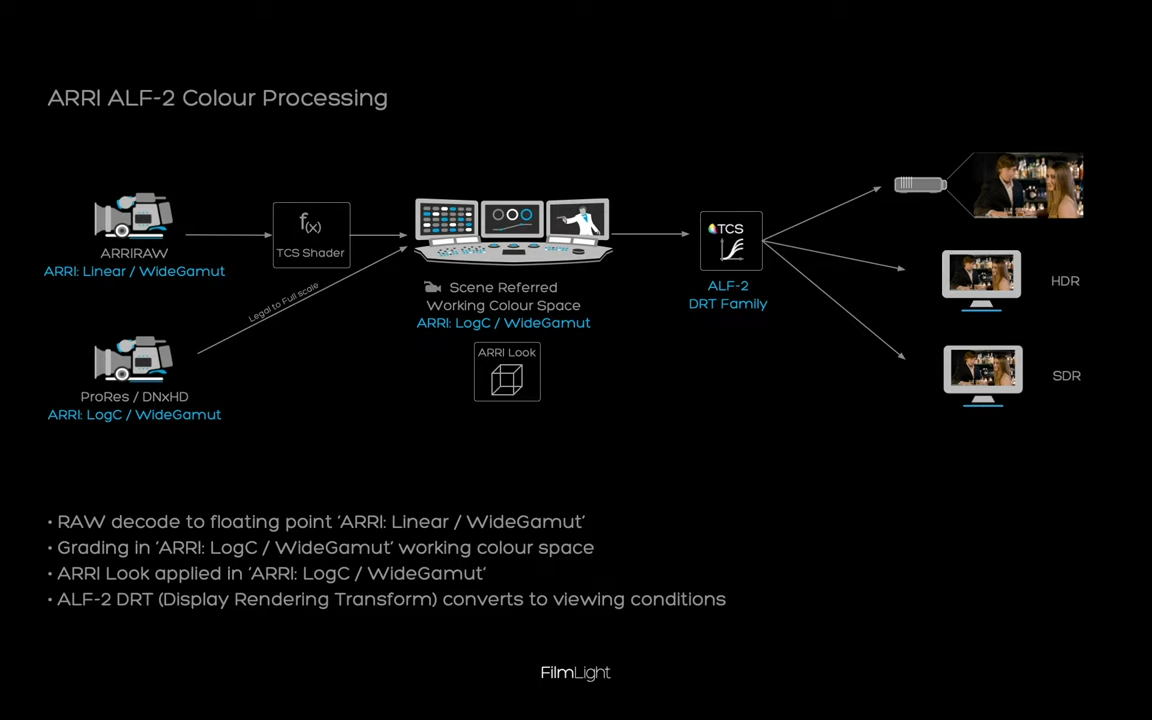 ARRI ALF-2 Colour Processing
ARRIRAW
ARRI: Linear / WideGamut
f(x)
TCS Shader
Legal to Full scale
ProRes / DNxHD
ARRI: LogC / WideGamut
Scene Referred
Working Colour Space
ARRI: LogC / WideGamut
ARRI Look
TCS
ALF-2
DRT Family
HDR
SDR
• RAW decode to floating point 'ARRI: Linear / WideGamut'
• Grading in 'ARRI: LogC / WideGamut' working colour space
• ARRI Look applied in 'ARRI: LogC / WideGamut'
• ALF-2 DRT (Display Rendering Transform) converts to viewing conditions
FilmLight